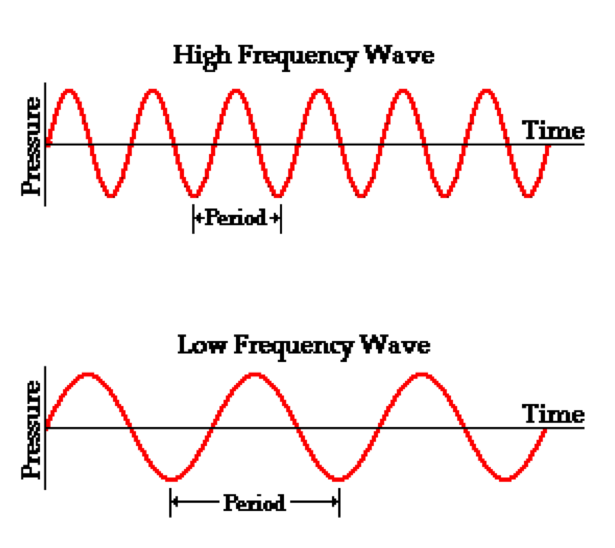 High Frequency Wave
Pressure
Time
Period
Low Frequency Wave
Pressure
Time
Period